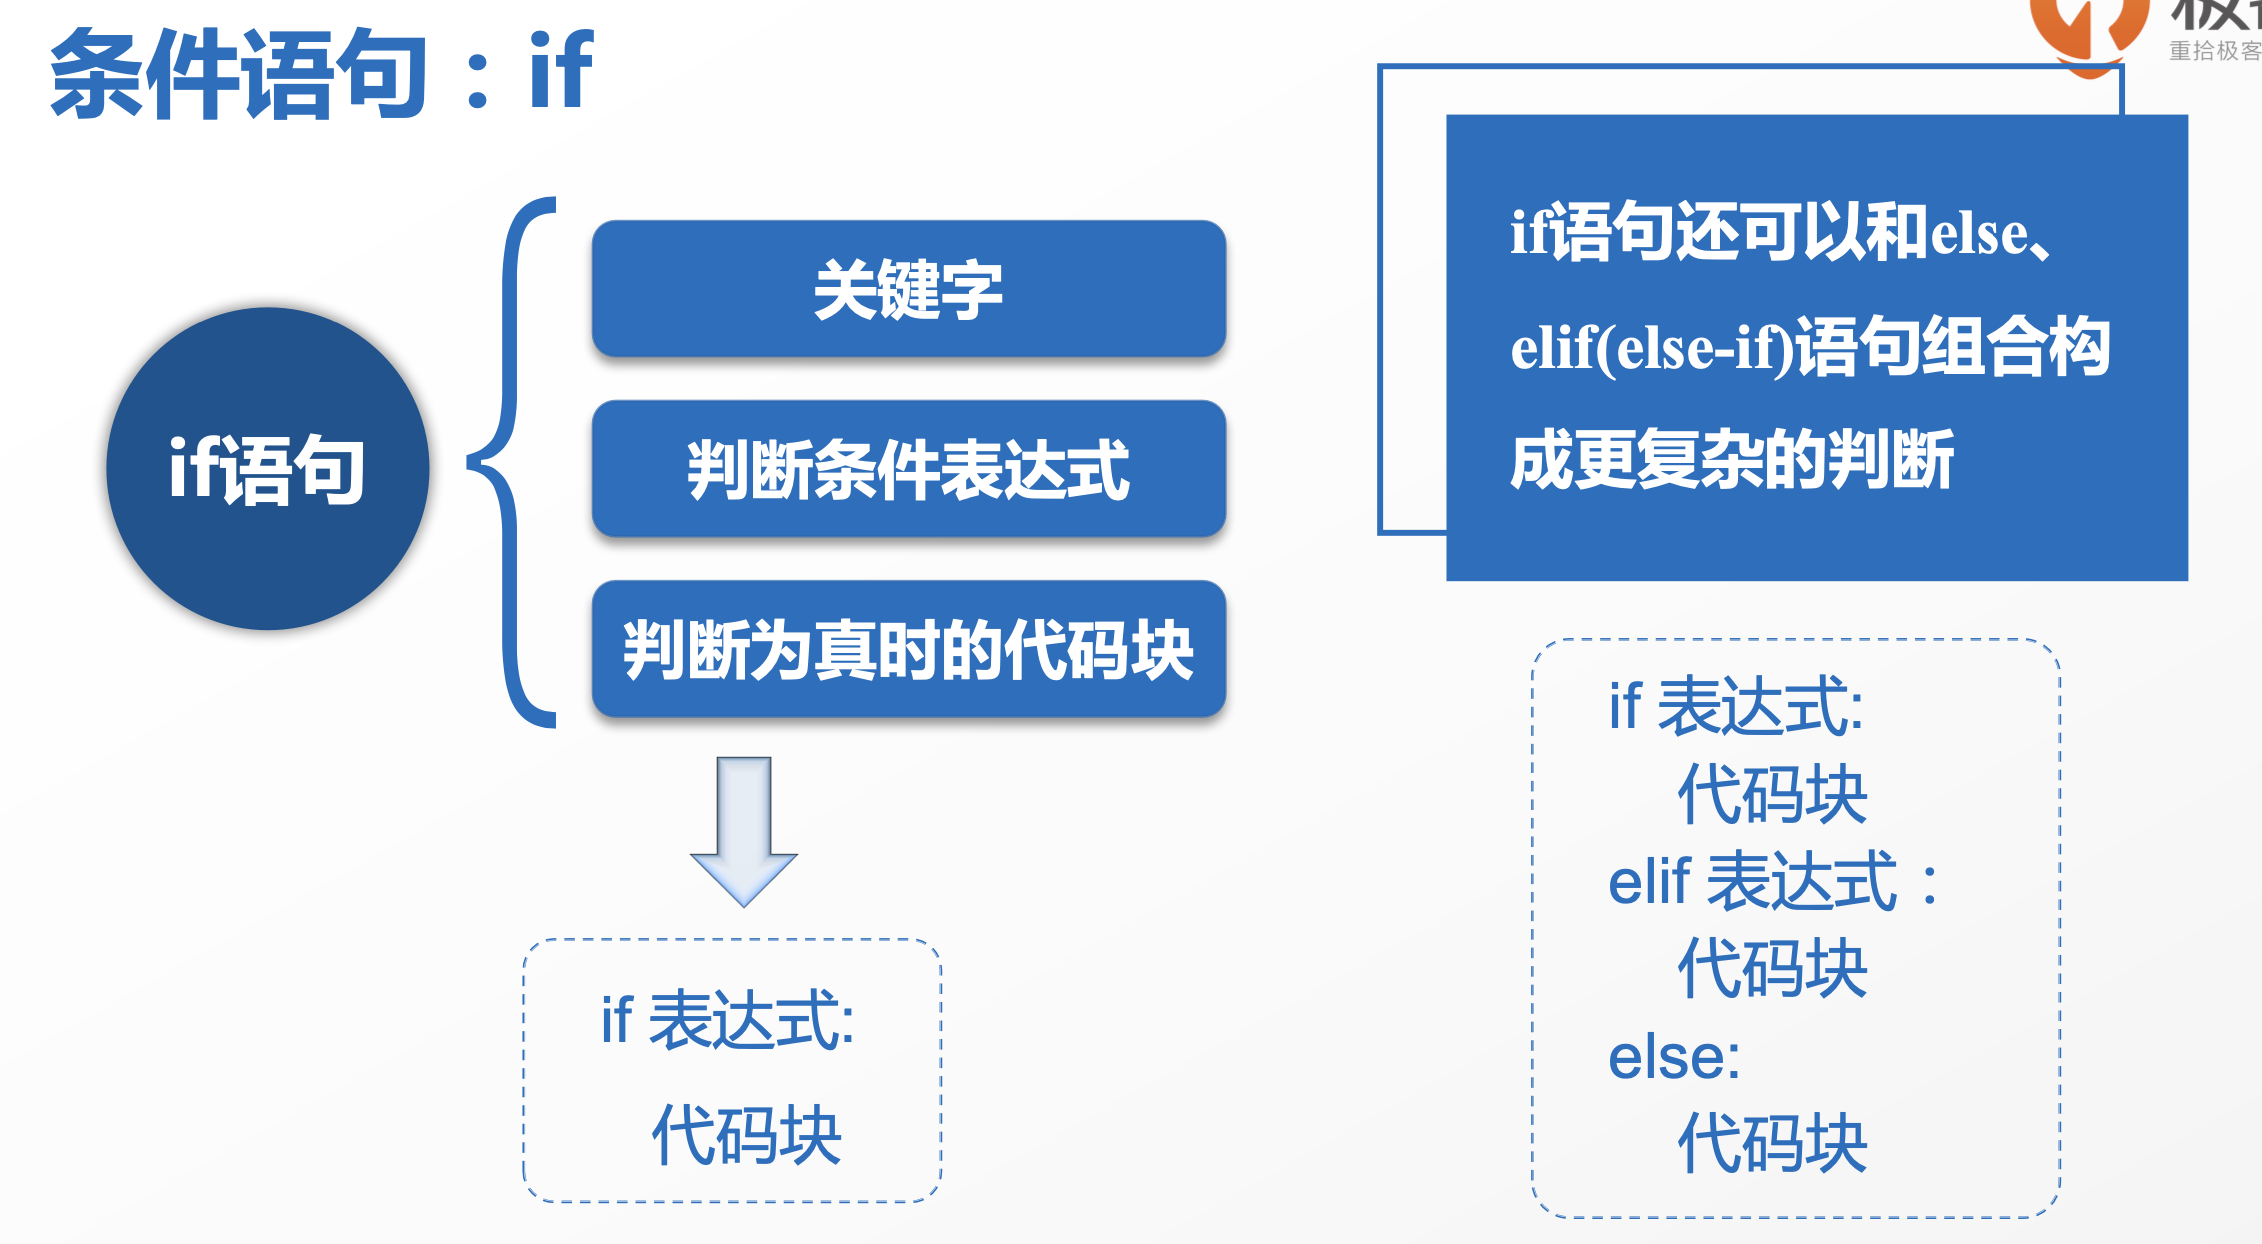 条件语句：if
重拾极客
if语句
关键字
判断条件表达式
判断为真时的代码块
if 表达式:
代码块
if语句还可以和else、
elif(else-if)语句组合构
成更复杂的判断
if 表达式:
代码块
elif 表达式：
代码块
else:
代码块